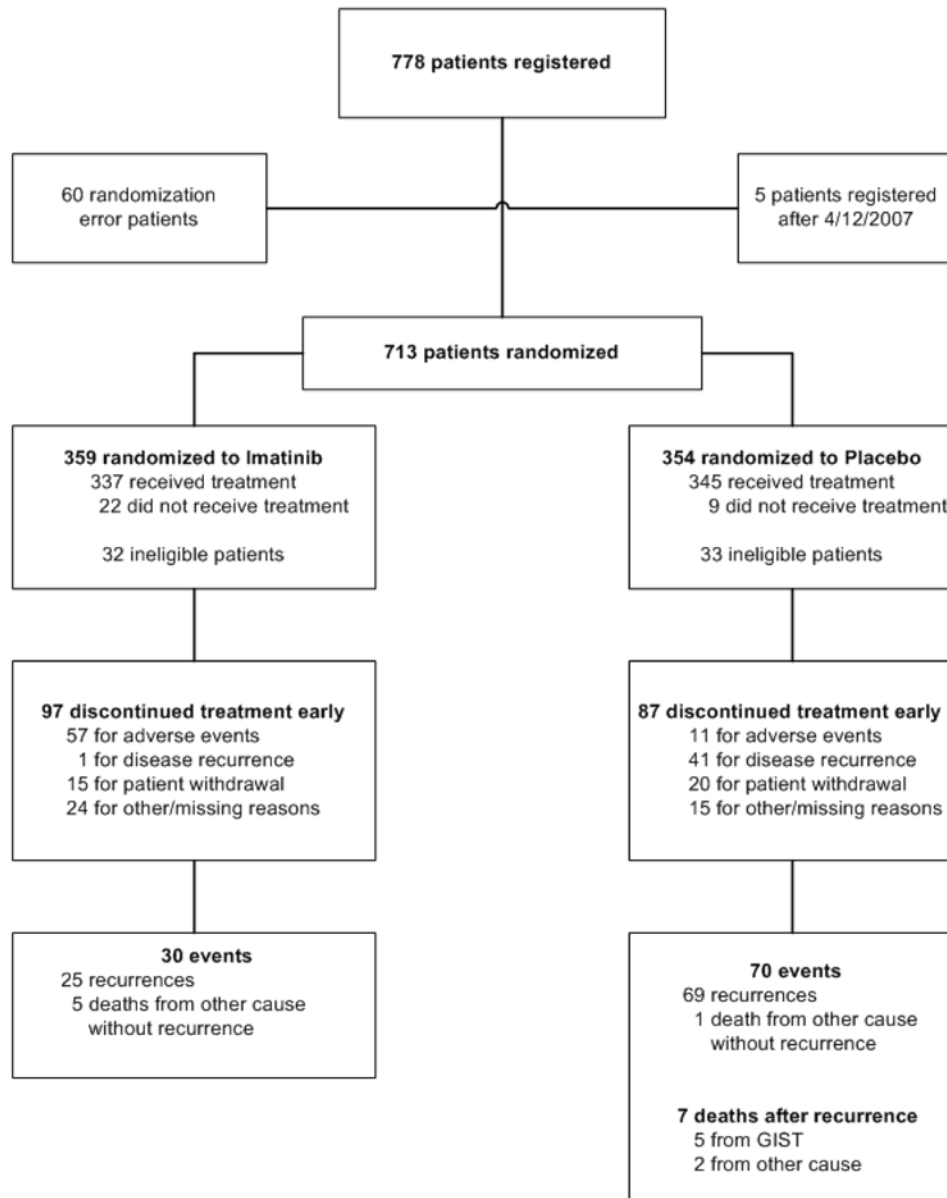 778 patients registered
60 randomization
error patients
5 patients registered
after 4/12/2007
713 patients randomized
359 randomized to Imatinib
337 received treatment
22 did not receive treatment
32 ineligible patients
354 randomized to Placebo
345 received treatment
9 did not receive treatment
33 ineligible patients
97 discontinued treatment early
57 for adverse events
1 for disease recurrence
15 for patient withdrawal
24 for other/missing reasons
87 discontinued treatment early
11 for adverse events
41 for disease recurrence
20 for patient withdrawal
15 for other/missing reasons
30 events
25 recurrences
5 deaths from other cause
without recurrence
70 events
69 recurrences
1 death from other cause
without recurrence
7 deaths after recurrence
5 from GIST
2 from other cause